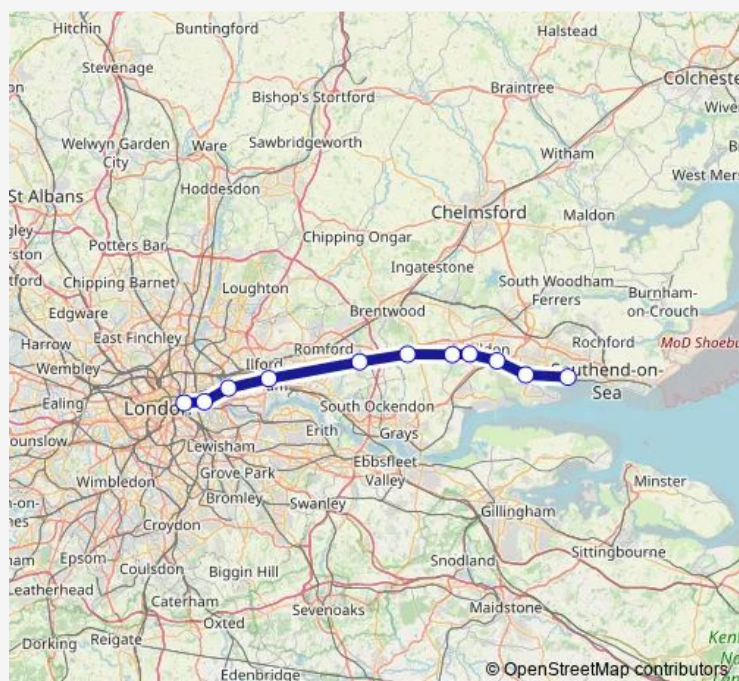 Hitchin Buntingford Halstead
Stevenage Colchest
Bishop's Stortford Braintree
Welwyn Garden City Ware Sawbridgeworth Witham
Hoddesdon West Mers
St Albans Chelmsford Maldon
Potters Bar Chipping Ongar
Ingatestone
Chipping Barnet Loughton South Woodham Ferrers
Edgware Brentwood Burnham-on-Crouch
Harrow East Finchley Romford Rochford MoD Shoebu
Wembley Ilford ildon
Ealing London Southend-on-Sea
South Ockendon
ounslow Lewisham Erith Grays
Wimbledon Grove Park Ebbsfleet Valley Minster
Bromley Swanley Gillingham
Croydon
Epsom Coulsdon Biggin Hill Snodland Sittingbourne
Leatherhead Caterham Sevenoaks Maidstone
Oxted
Dorking Reigate Kent
Edenbridge © OpenStreetMap contributors